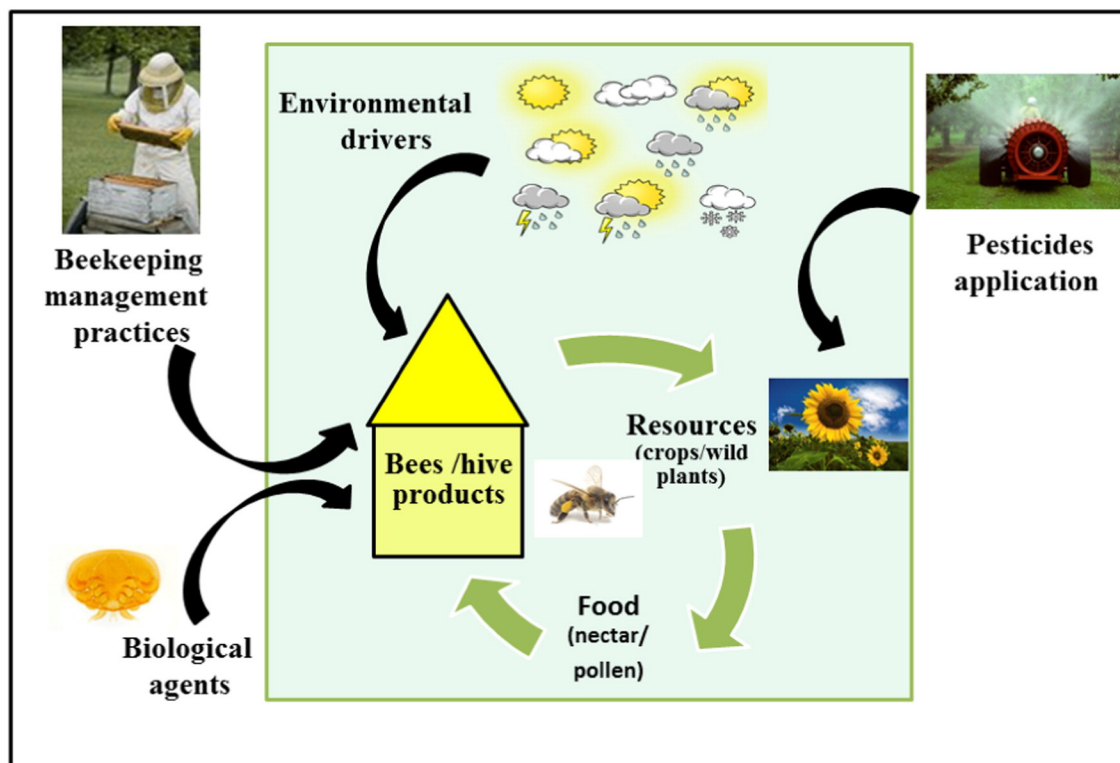 Environmental
drivers
Beekeeping
management
practices
Pesticides
application
Bees /hive
products
Resources
(crops/wild
plants)
Food
(nectar/
pollen)
Biological
agents